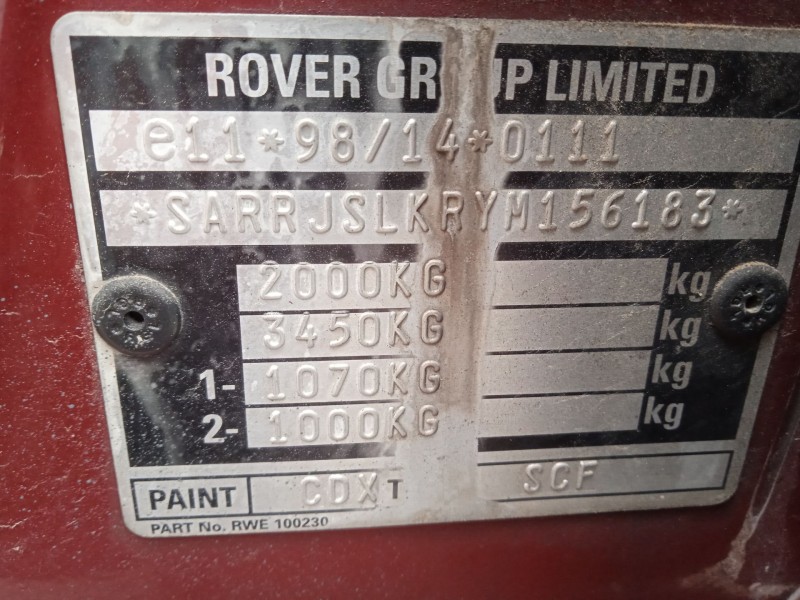 ROVER GROUP LIMITED
e11*98/14*0111
*SARRJSLKRYM156183*
2000KG kg
3450KG kg
1- 1070KG kg
2- 1000KG kg
PAINT CDX T SCF
PART No. RWE 100230